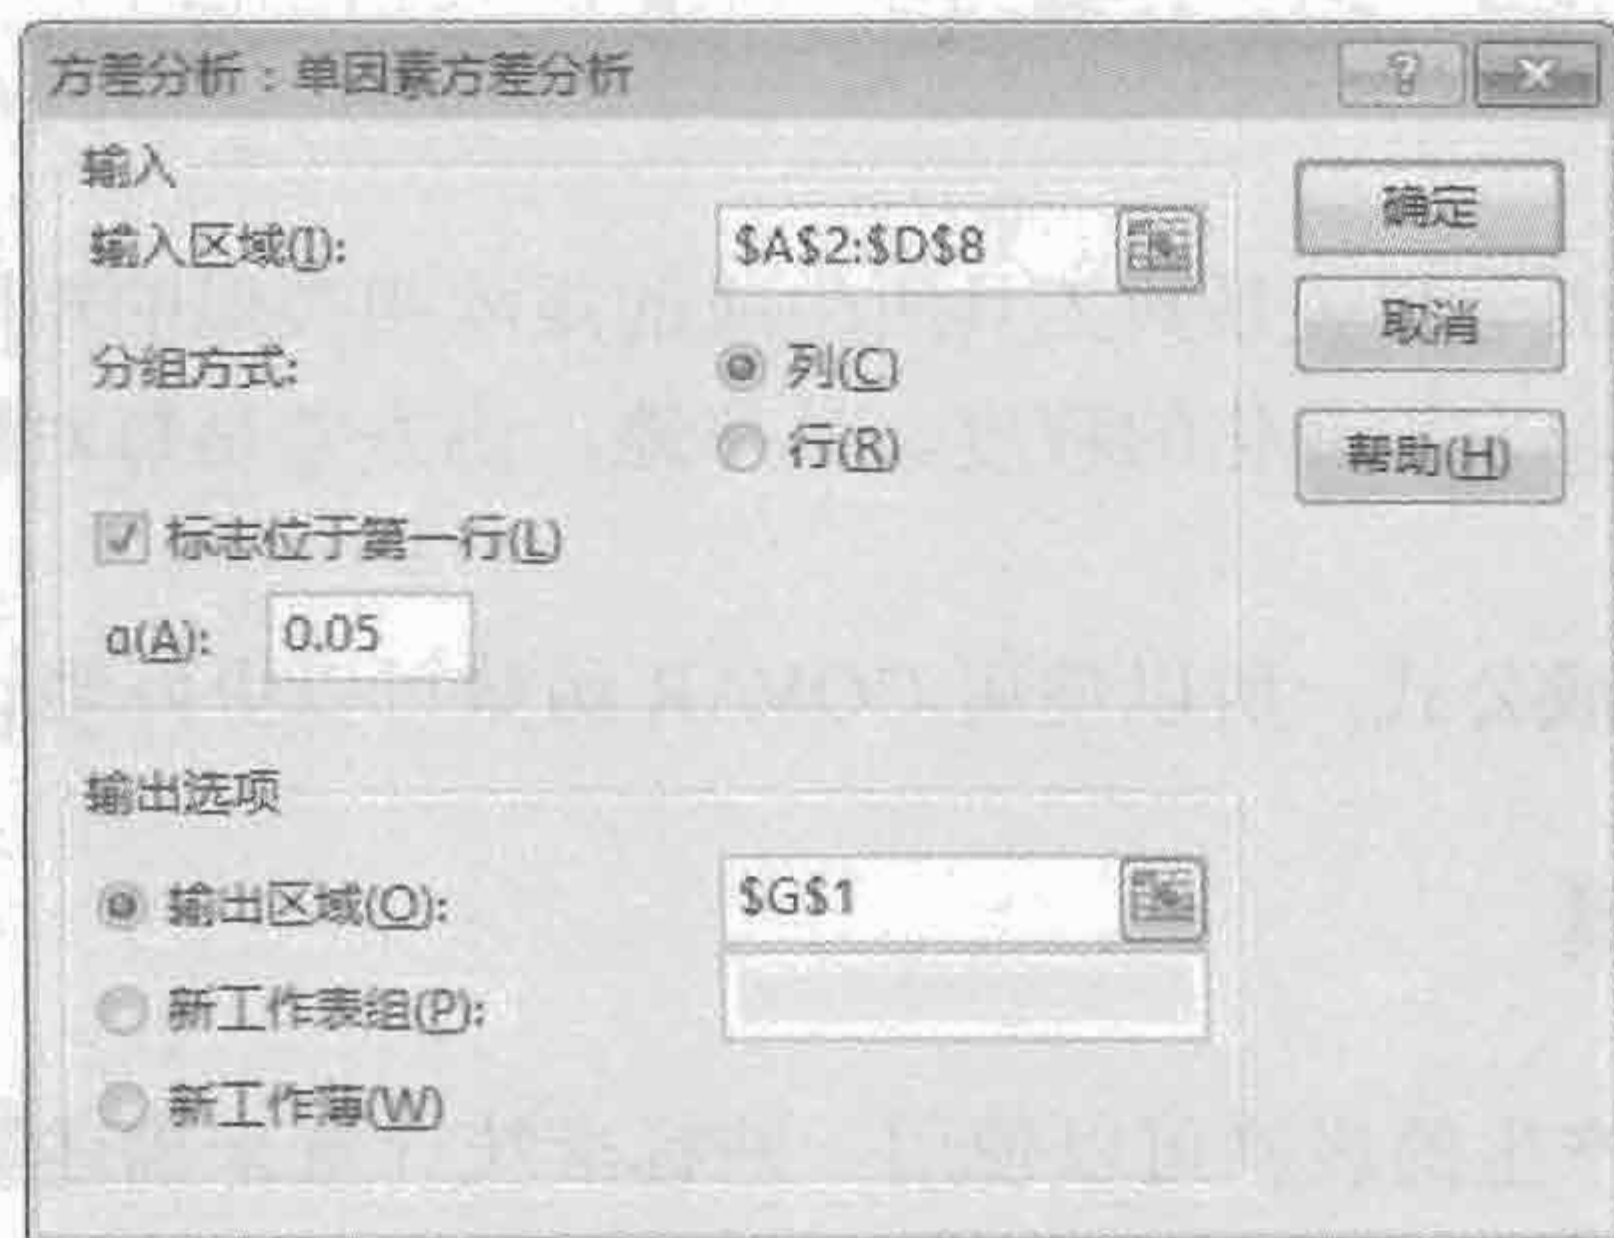 方差分析：单因素方差分析
输入
输入区域(I): $A$2:$D$8
分组方式: 列(C)
行(R)
标志位于第一行(L)
α(A): 0.05
输出选项
输出区域(O): $G$1
新工作表组(P):
新工作薄(W)
确定
取消
帮助(H)